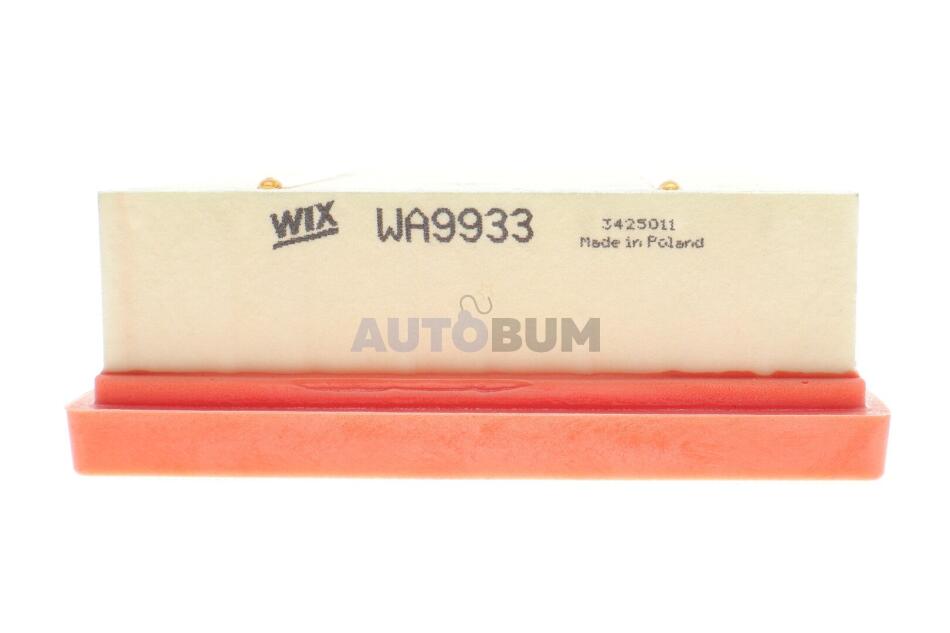 WIX WA9933 3425011
Made in Poland
AUTOBUM